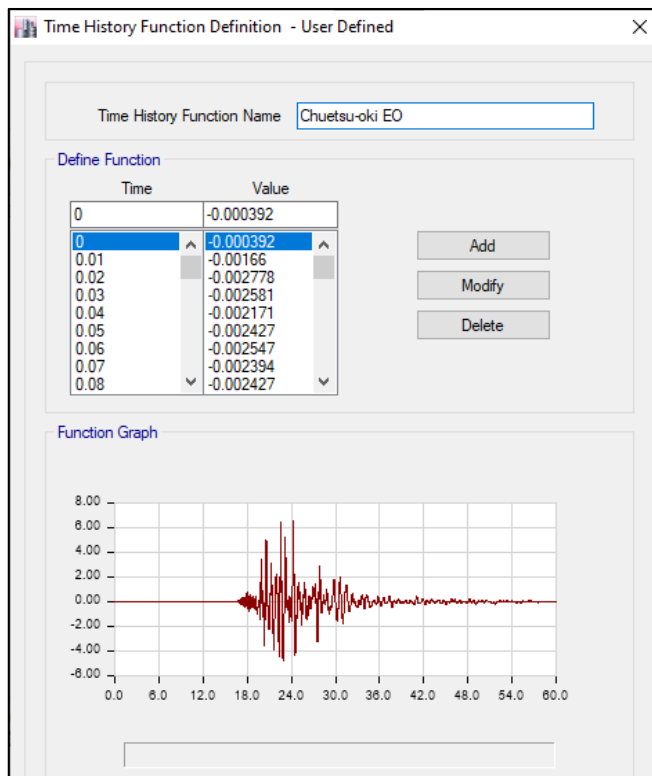 Time History Function Definition - User Defined
Time History Function Name Chuetsu-oki EO
Define Function
Time Value
0 -0.000392
0 -0.000392
0.01 -0.00166
0.02 -0.002778
0.03 -0.002581
0.04 -0.002171
0.05 -0.002427
0.06 -0.002547
0.07 -0.002394
0.08 -0.002427
Add
Modify
Delete
Function Graph
8.00
6.00
4.00
2.00
0.00
-2.00
-4.00
-6.00
0.0 6.0 12.0 18.0 24.0 30.0 36.0 42.0 48.0 54.0 60.0